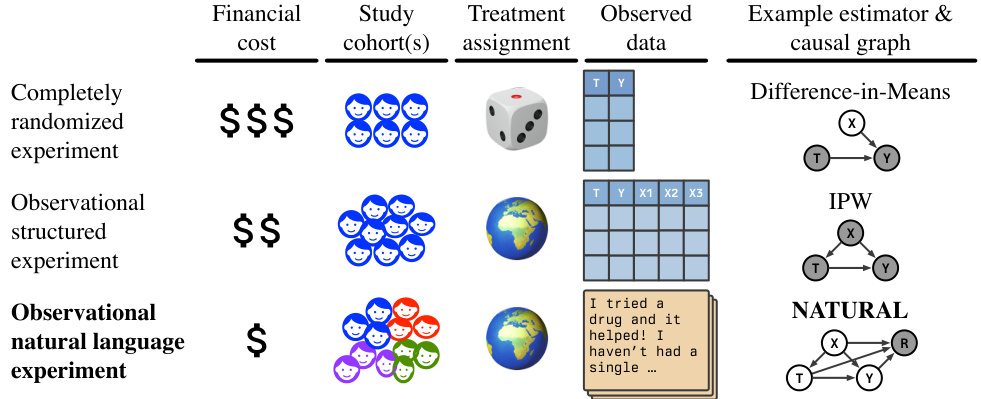 Financial cost
Study cohort(s)
Treatment assignment
Observed data
Example estimator & causal graph
Completely randomized experiment
$$$
T Y
Difference-in-Means
X
T Y
Observational structured experiment
$$
T Y X1 X2 X3
IPW
X
T Y
Observational natural language experiment
$
I tried a
drug and it
helped! I
haven't had a
single …
NATURAL
X R
T Y